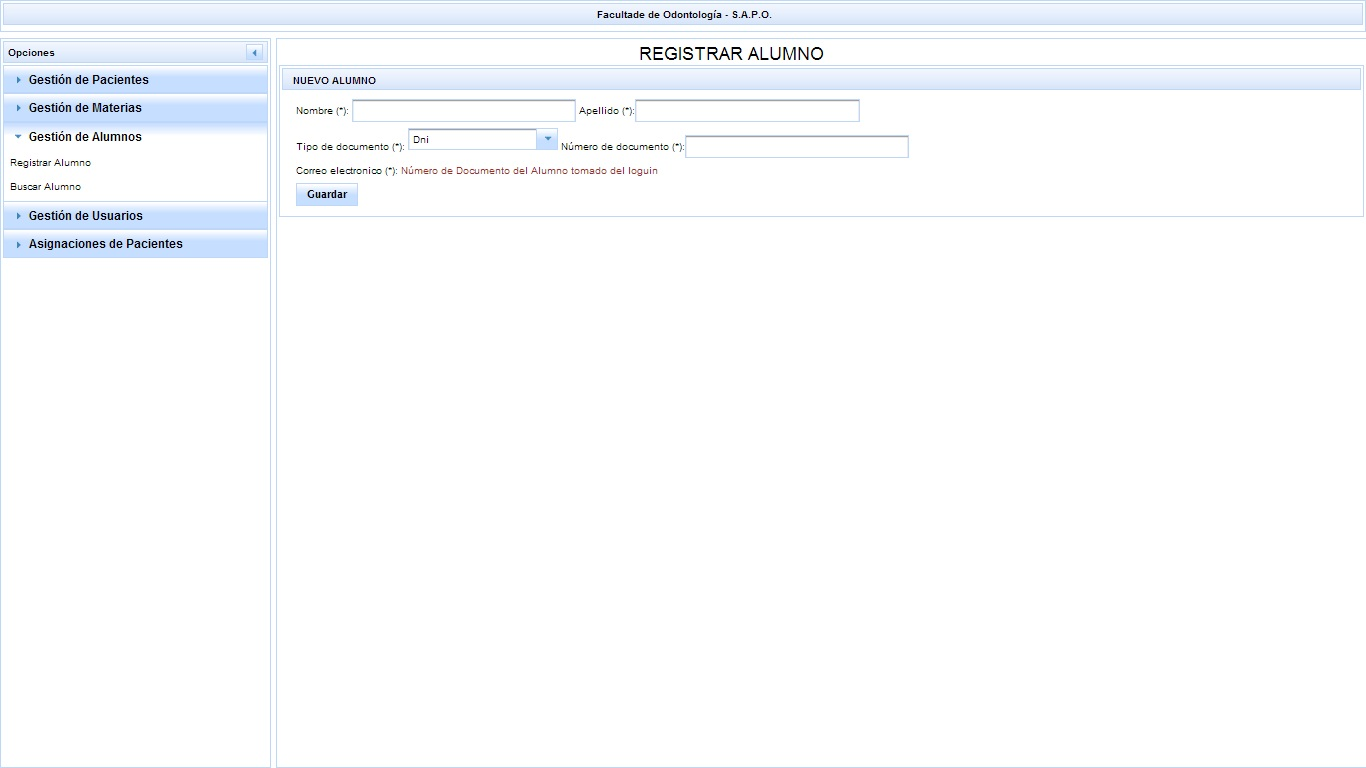 Facultade de Odontología - S.A.P.O.
Opciones
Gestión de Pacientes
Gestión de Materias
Gestión de Alumnos
Registrar Alumno
Buscar Alumno
Gestión de Usuarios
Asignaciones de Pacientes
REGISTRAR ALUMNO
NUEVO ALUMNO
Nombre (*): Apellido (*):
Tipo de documento (*): Dni Número de documento (*):
Correo electronico (*): Número de Documento del Alumno tomado del loguin
Guardar